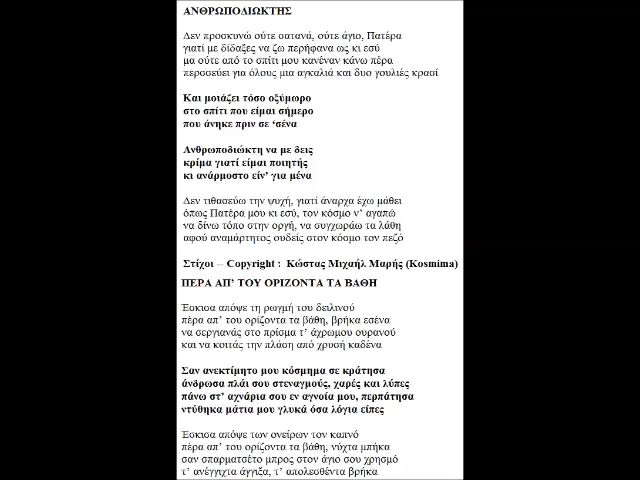 ΑΝΘΡΩΠΟΔΙΩΚΤΗΣ
Δεν προσκυνώ ούτε σατανά, ούτε άγιο, Πατέρα
γιατί με δίδαξες να ζω περήφανα ως κι εσύ
μα ούτε από το σπίτι μου κανέναν κάνω πέρα
περσσεύει για όλους μια αγκαλιά και δυο γουλιές κρασί
Και μοιάζει τόσο οξύμωρο
στο σπίτι που είμαι σήμερο
που άνηκε πριν σε ‘σένα
Ανθρωποδιώκτη να με δεις
κρίμα γιατί είμαι ποιητής
κι ανάρμοστο είν’ για μένα
Δεν τιθασεύω την ψυχή, γιατί άναρχα έχω μάθει
όπως Πατέρα μου κι εσύ, τον κόσμο ν’ αγαπώ
να δίνω τόπο στην οργή, να συγχωράω τα λάθη
αφού αναμάρτητος ουδείς στον κόσμο τον πεζό
Στίχοι -- Copyright : Κώστας Μιχαήλ Μαρής (Kosmima)
ΠΕΡΑ ΑΠ’ ΤΟΥ ΟΡΙΖΟΝΤΑ ΤΑ ΒΑΘΗ
Έσκισα απόψε τη ρωγμή του δειλινού
πέρα απ’ του ορίζοντα τα βάθη, βρήκα εσένα
να σεργιανάς στο πρίσμα τ’ άχρωμου ουρανού
και να κοιτάς την πλάση από χρυσή καδένα
Σαν ανεκτίμητο μου κόσμημα σε κράτησα
άνδρωσα πλάι σου στεναγμούς, χαρές και λύπες
πάνω στ’ αχνάρια σου εν αγνοία μου, περπάτησα
ντύθηκα μάτια μου γλυκά όσα λόγια είπες
Έσκισα απόψε των ονείρων τον καπνό
πέρα απ’ του ορίζοντα τα βάθη, νύχτα μπήκα
σαν σπαρματσέτο μπρος στον άγιο σου χρησμό
τ’ ανέγγιχτα άγγιξα, τ’ απολεσθέντα βρήκα